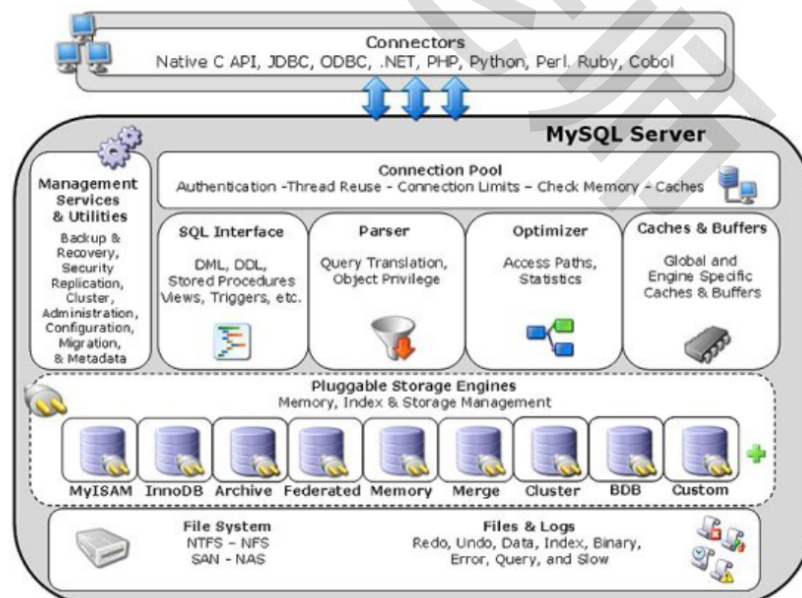 Connectors
Native C API, JDBC, ODBC, .NET, PHP, Python, Perl. Ruby, Cobol
MySQL Server
Management
Services
& Utilities
Backup &
Recovery,
Security
Replication,
Cluster,
Administration,
Configuration,
Migration,
& Metadata
Connection Pool
Authentication -Thread Reuse - Connection Limits – Check Memory - Caches
SQL Interface
DML, DDL,
Stored Procedures
Views, Triggers, etc.
Parser
Query Translation,
Object Privilege
Optimizer
Access Paths,
Statistics
Caches & Buffers
Global and
Engine Specific
Caches & Buffers
Pluggable Storage Engines
Memory, Index & Storage Management
MyISAM
InnoDB
Archive
Federated
Memory
Merge
Cluster
BDB
Custom
File System
NTFS – NFS
SAN - NAS
Files & Logs
Redo, Undo, Data, Index, Binary,
Error, Query, and Slow